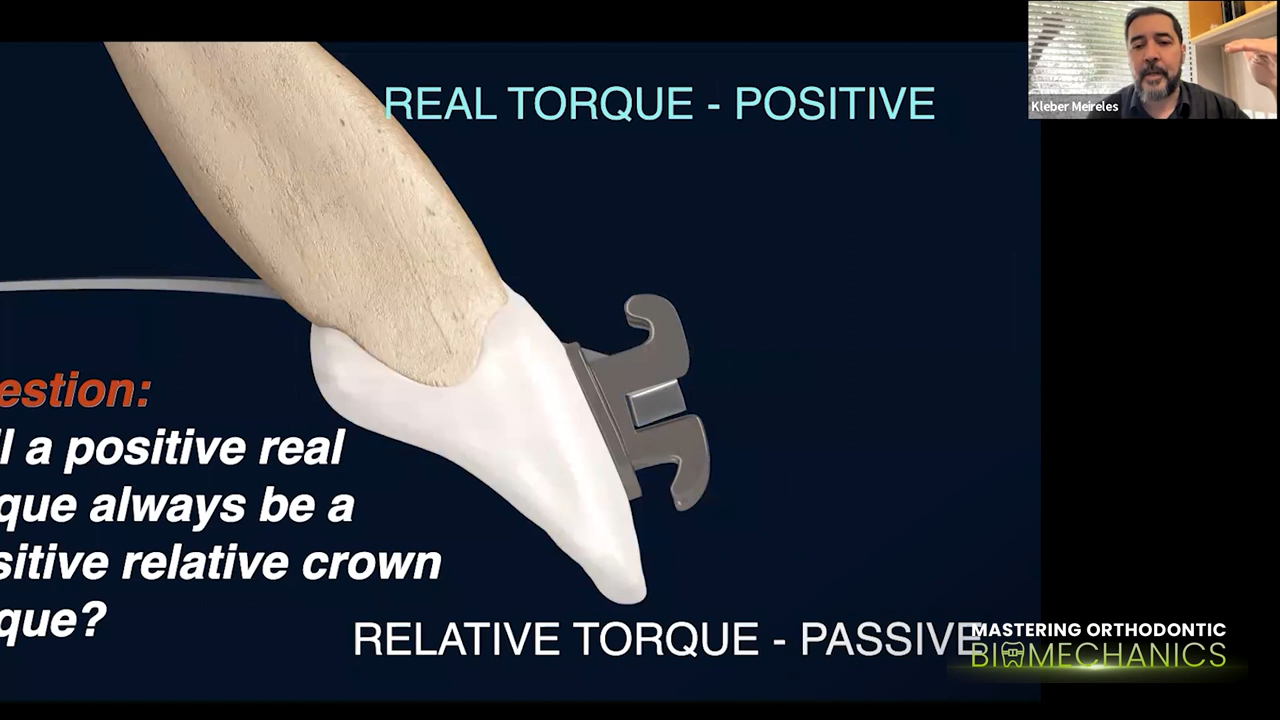 REAL TORQUE - POSITIVE
Kleber Meireles
estion:
ll a positive real
que always be a
sitive relative crown
que?
RELATIVE TORQUE - PASSIVE
MASTERING ORTHODONTIC
BIOMECHANICS